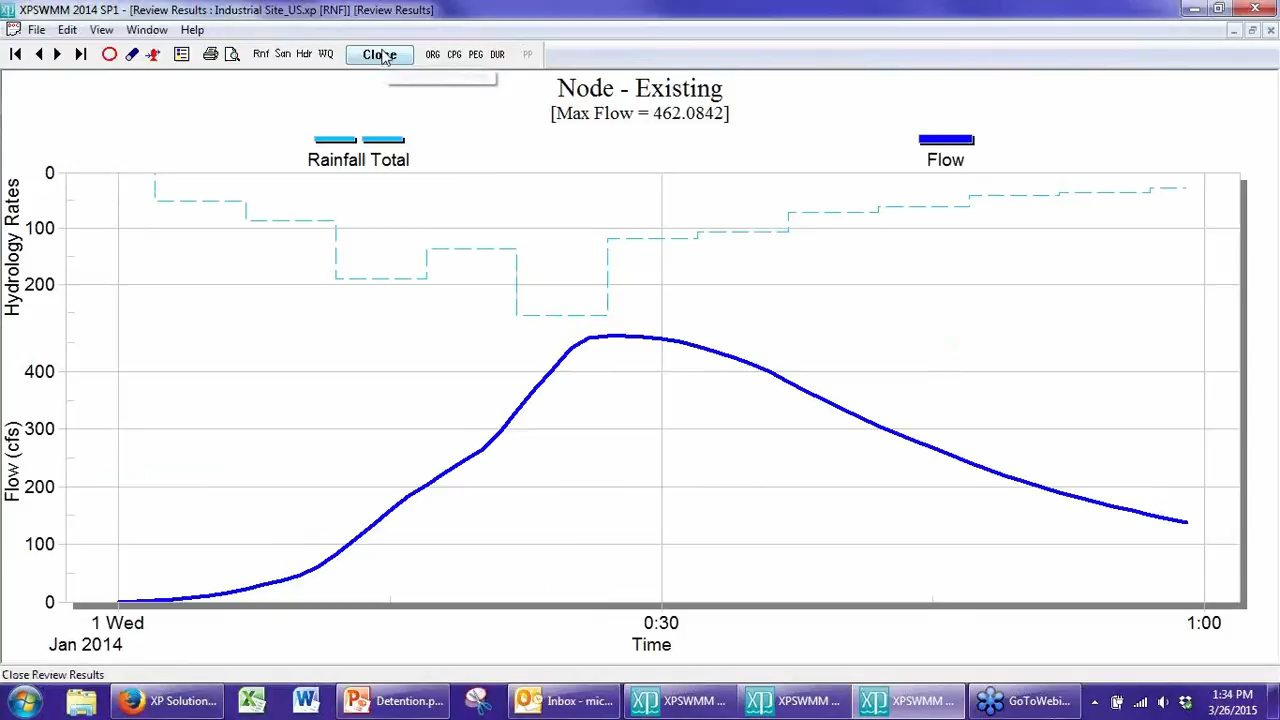 XPSWMM 2014 SP1 - [Review Results : Industrial Site_US.xp [RNF]] [Review Results]
File Edit View Window Help
Rnf San Hdr WQ Close ORG CPG PEG DUR PP
Node - Existing
[Max Flow = 462.0842]
Rainfall Total
Flow
Hydrology Rates
0
100
200
Flow (cfs)
400
300
200
100
0
1 Wed 0:30 1:00
Jan 2014 Time
Close Review Results
XP Solution... Detention.p... Inbox - mic... XPSWMM ... XPSWMM ... XPSWMM ... GoToWebi... 1:34 PM
3/26/2015